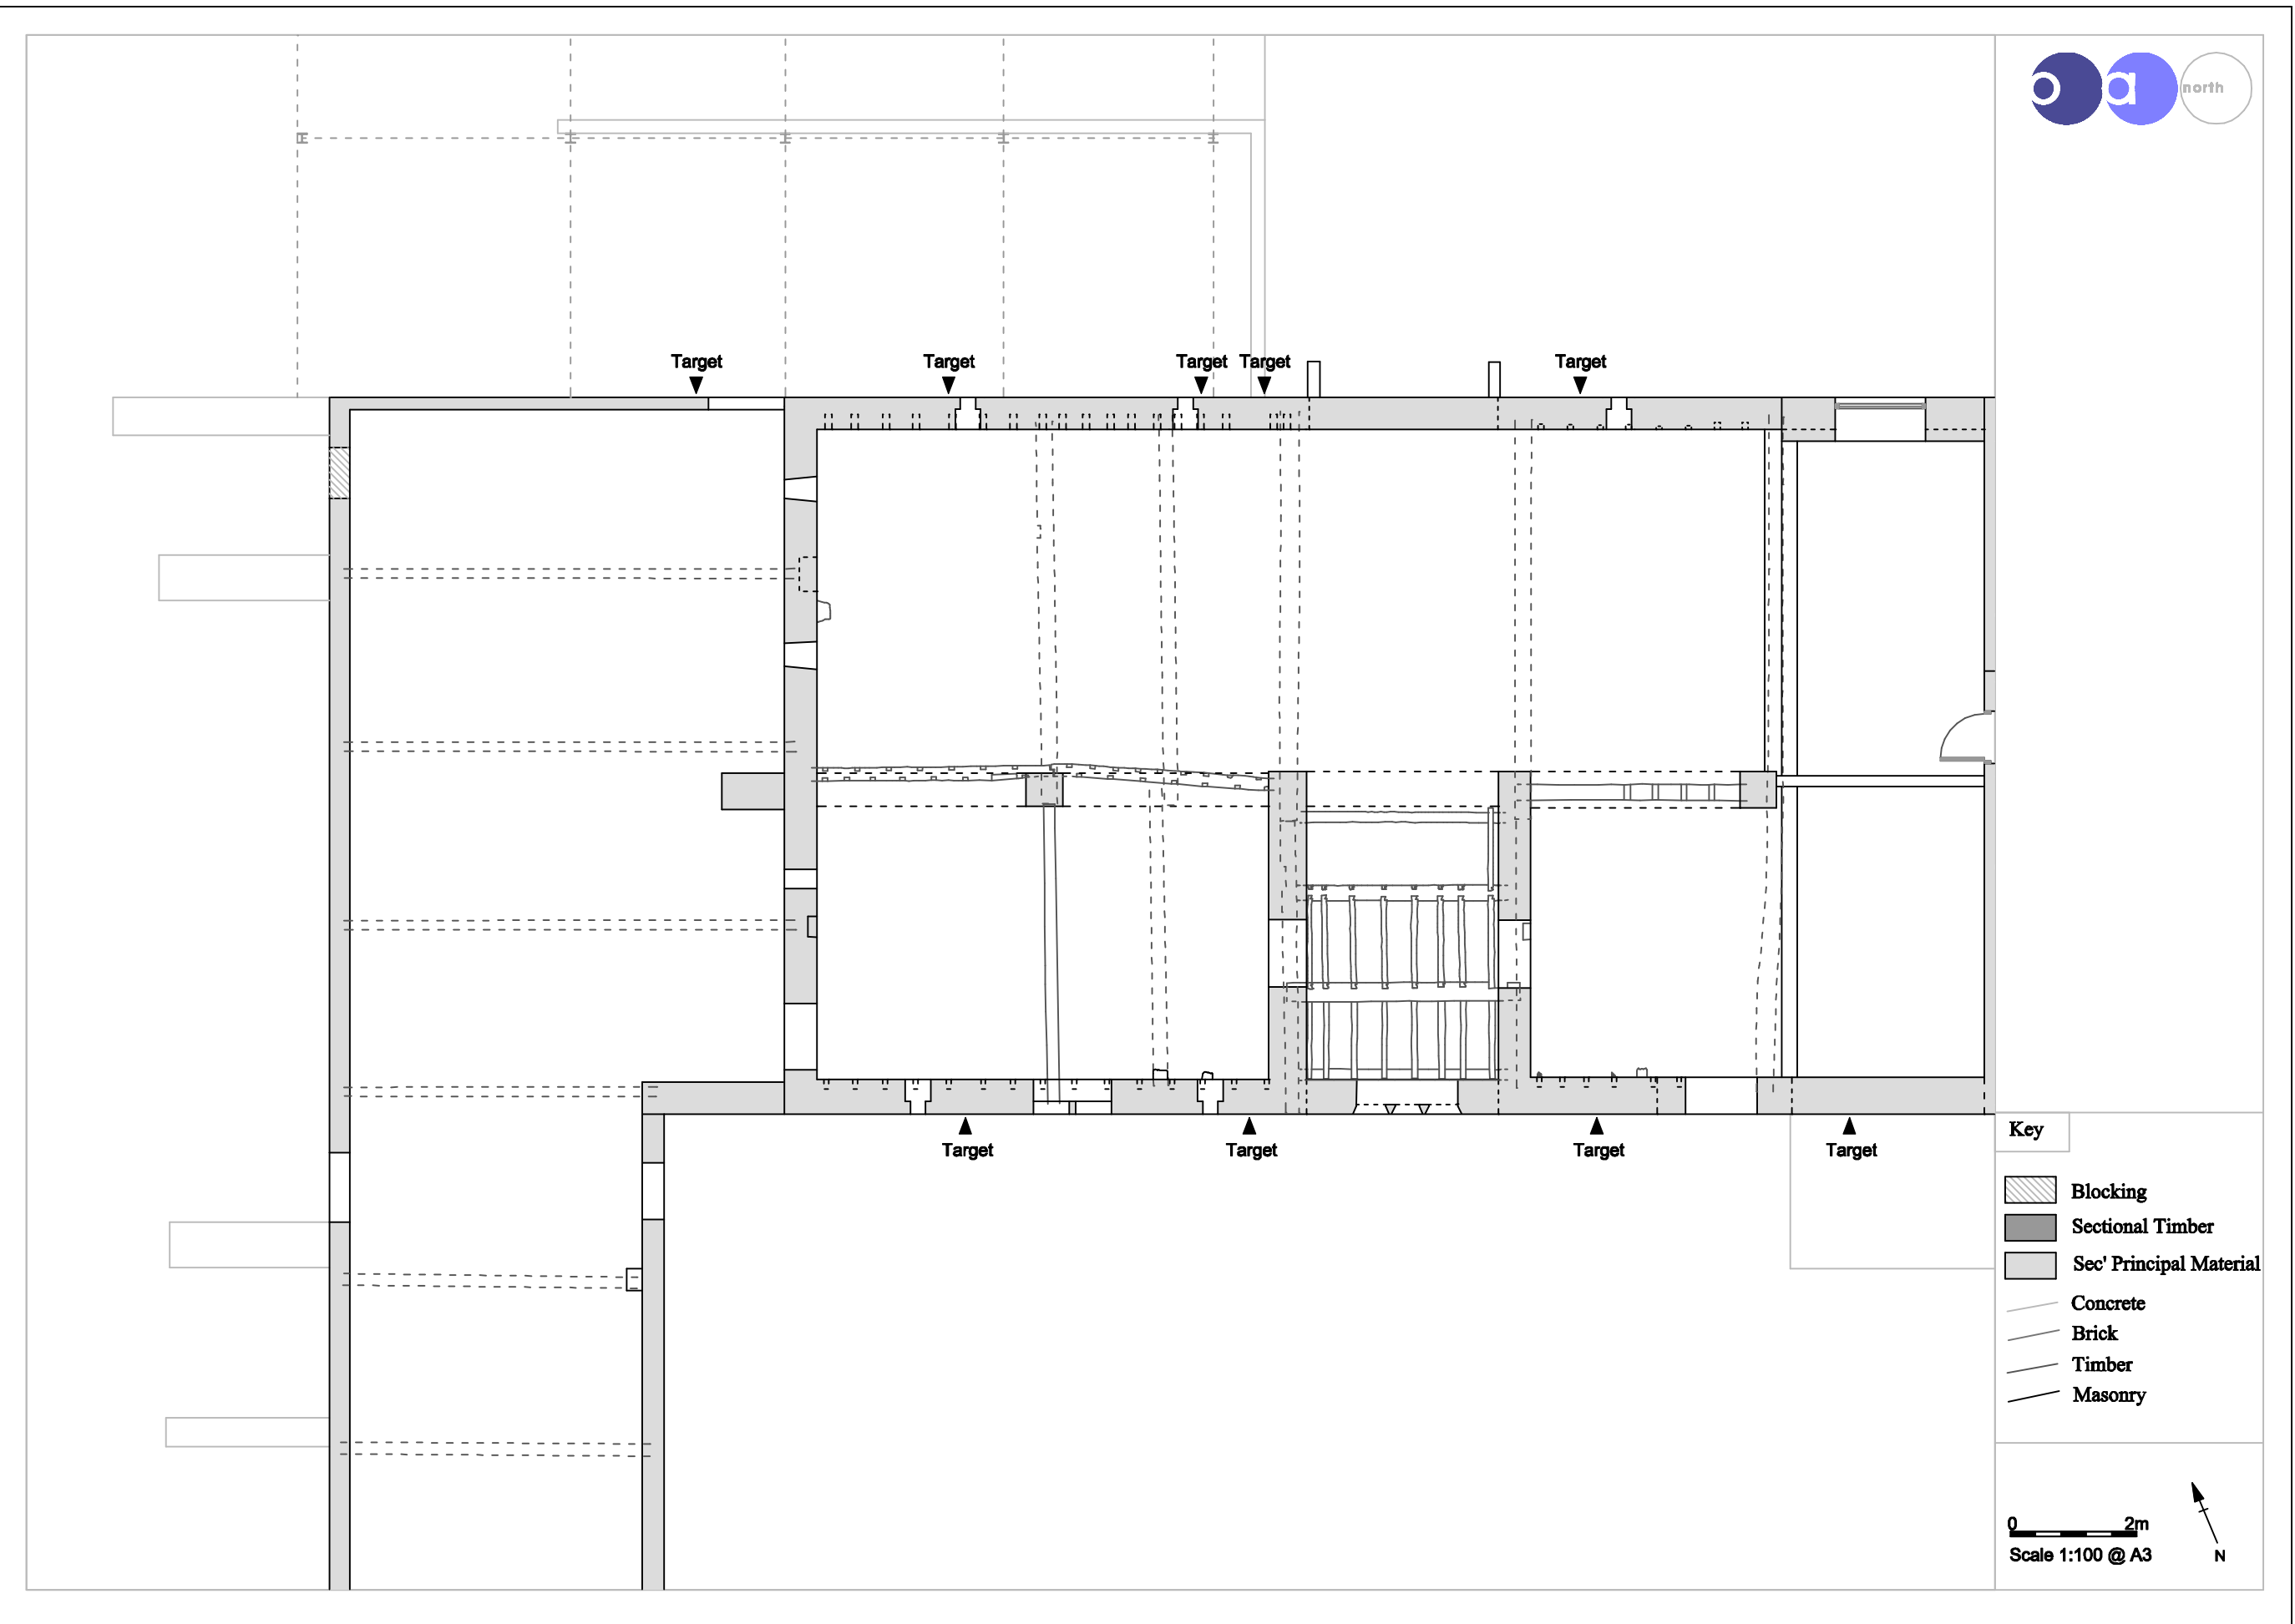 oa north
Target Target Target Target Target
Target Target Target Target
Key
Blocking
Sectional Timber
Sec' Principal Material
Concrete
Brick
Timber
Masonry
0 2m
Scale 1:100 @ A3
N